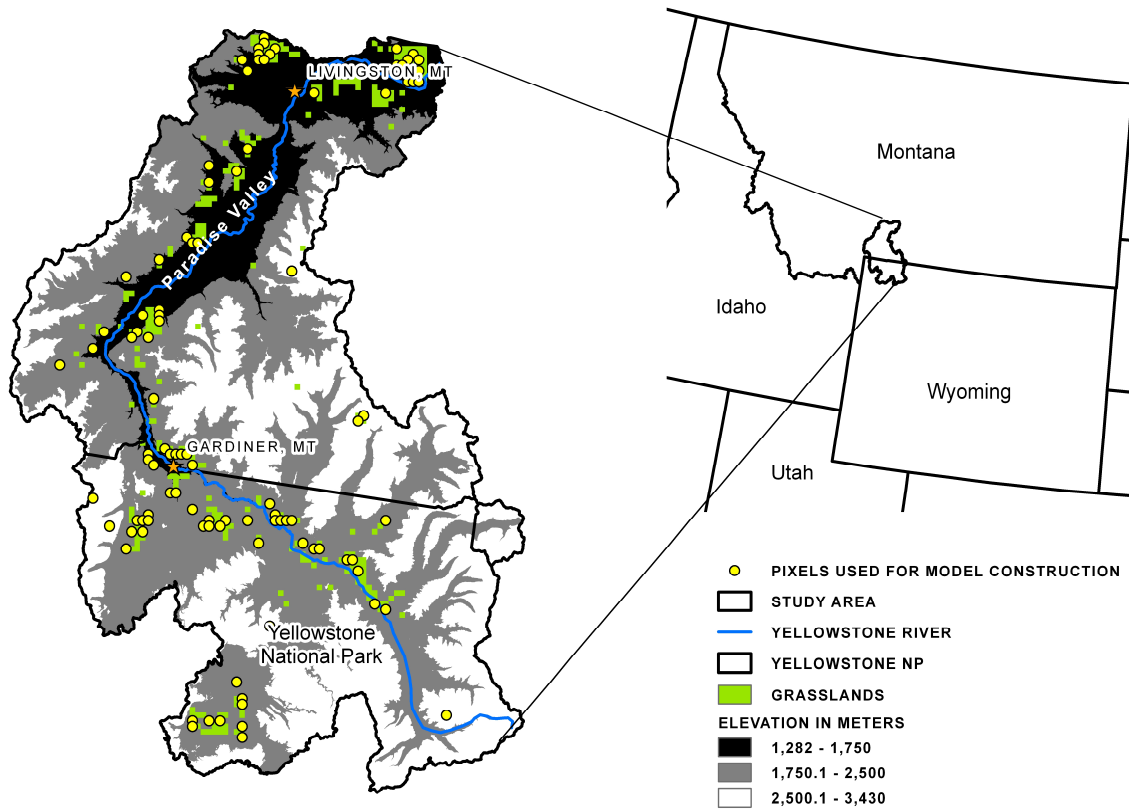 LIVINGSTON, MT
Paradise Valley
GARDINER, MT
Yellowstone
National Park
Montana
Idaho
Wyoming
Utah
PIXELS USED FOR MODEL CONSTRUCTION
STUDY AREA
YELLOWSTONE RIVER
YELLOWSTONE NP
GRASSLANDS
ELEVATION IN METERS
1,282 - 1,750
1,750.1 - 2,500
2,500.1 - 3,430